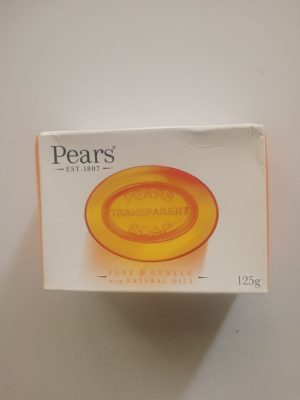 Pears®
EST. 1807
PEARS
TRANSPARENT
SOAP
PURE & GENTLE
WITH NATURAL OILS
125g